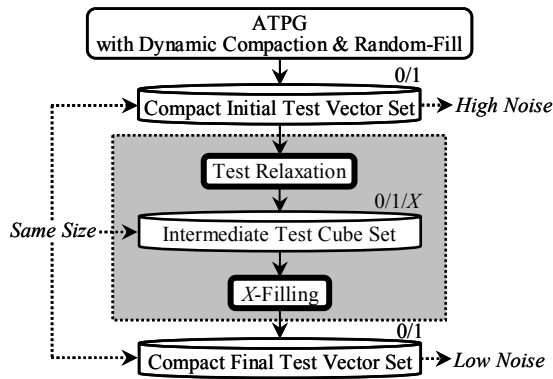 ATPG
with Dynamic Compaction & Random-Fill
0/1
Compact Initial Test Vector Set
High Noise
Test Relaxation
0/1/X
Same Size
Intermediate Test Cube Set
X-Filling
0/1
Compact Final Test Vector Set
Low Noise